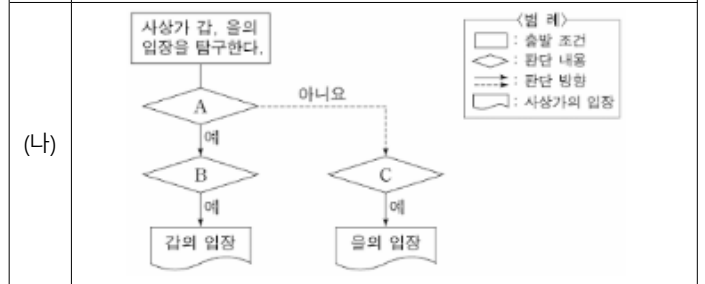 사상가 갑, 을의
입장을 탐구한다.
〈범 례〉
: 출발 조건
: 판단 내용
: 판단 방향
: 사상가의 입장
(나)
A
아니요
예
B
C
예
예
갑의 입장
을의 입장